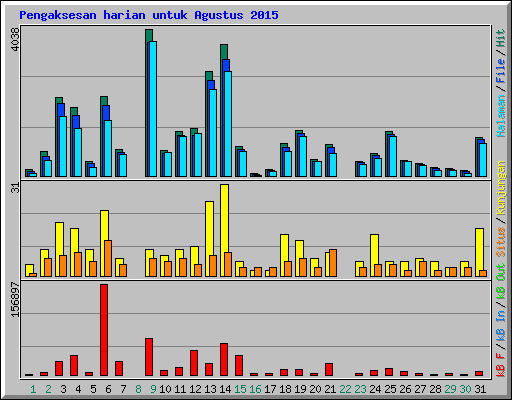 Pengaksesan harian untuk Agustus 2015
4038
31
156897
Halaman / File / Hit
kB F / kB In / kB Out Situs / Kunjungan
1 2 3 4 5 6 7 8 9 10 11 12 13 14 15 16 17 18 19 20 21 22 23 24 25 26 27 28 29 30 31